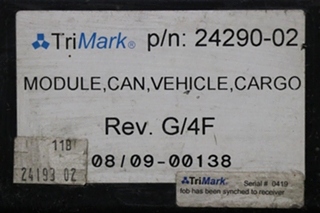 TriMark® p/n: 24290-02
MODULE,CAN,VEHICLE,CARGO
Rev. G/4F
08/09-00138
118
24193 02
TriMark® Serial # 0419
fob has been synched to receiver